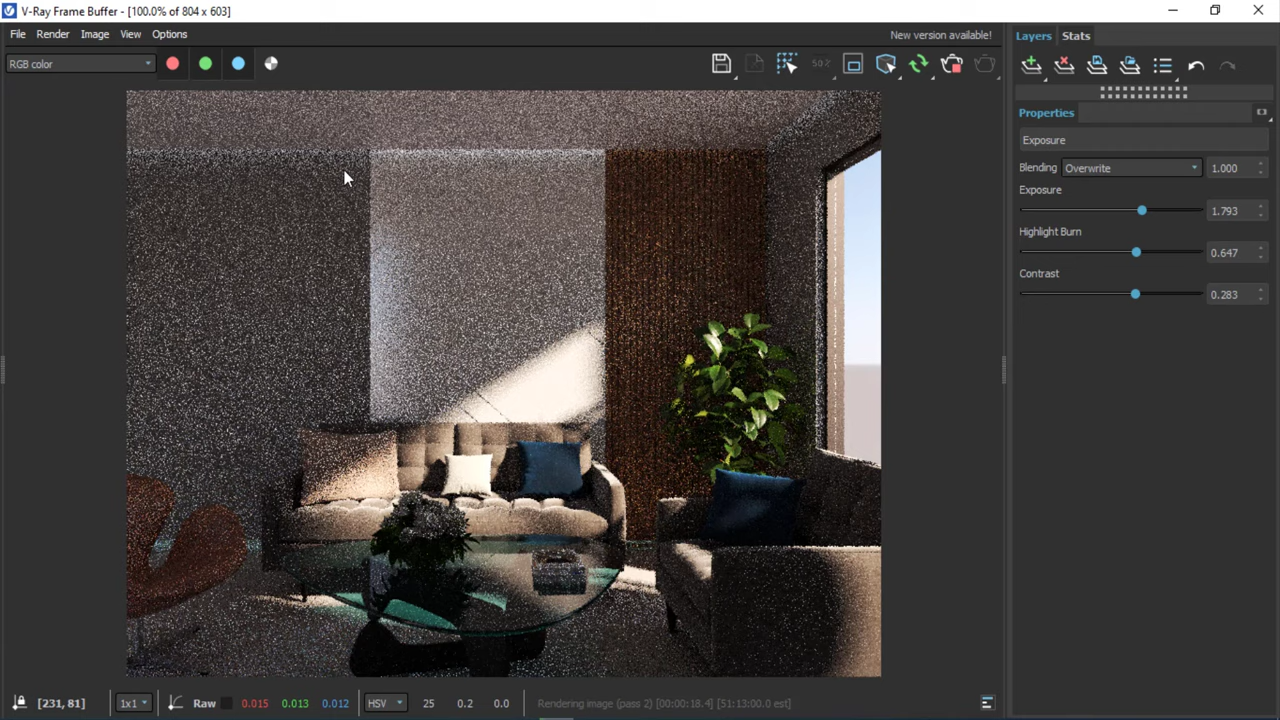 V-Ray Frame Buffer - [100.0% of 804 x 603]
File Render Image View Options New version available!
RGB color
50%
Layers Stats
Properties
Exposure
Blending Overwrite 1.000
Exposure
1.793
Highlight Burn
0.647
Contrast
0.283
[231, 81] 1x1 Raw 0.015 0.013 0.012 HSV 25 0.2 0.0 Rendering image (pass 2) [00:00:18.4] [51:13:00.0 est]